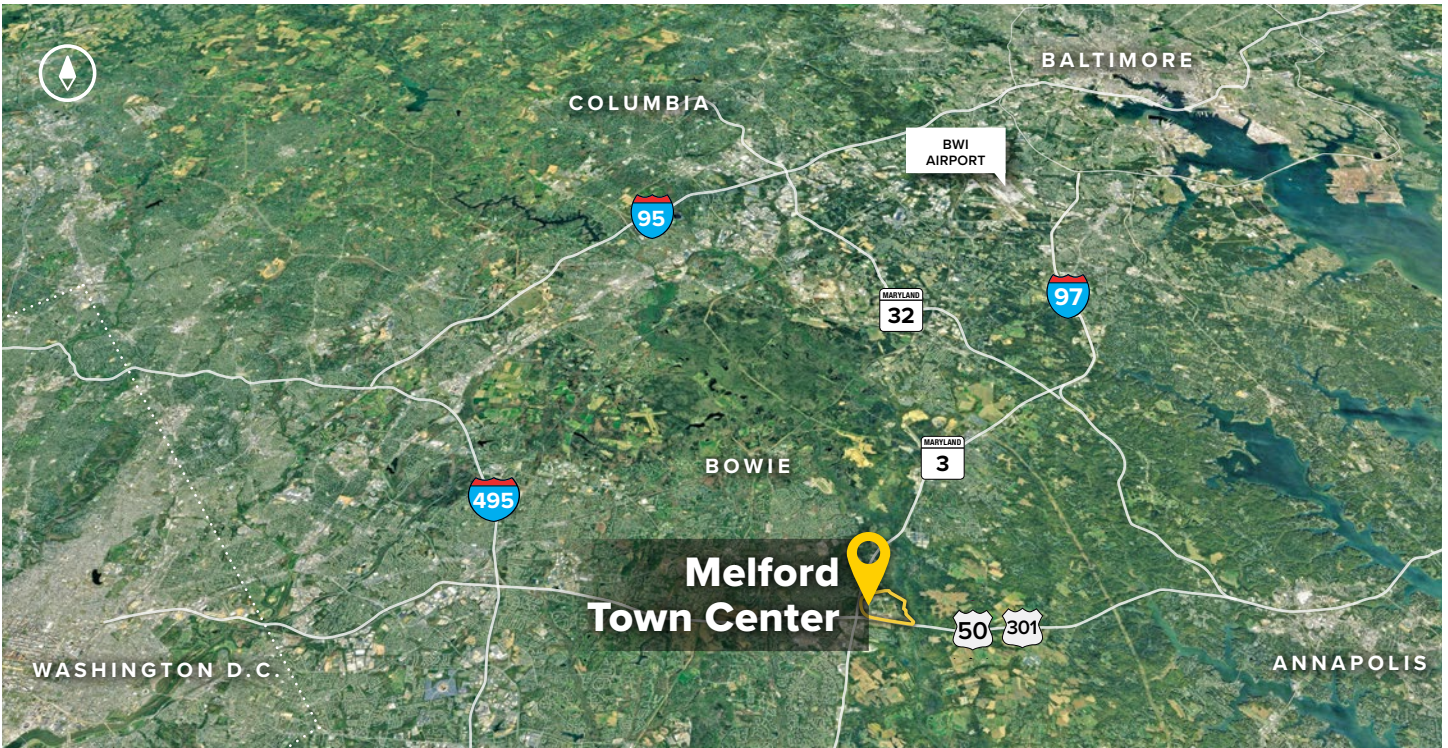 BALTIMORE
COLUMBIA
BWI
AIRPORT
95
MARYLAND
32
97
MARYLAND
3
BOWIE
495
Melford
Town Center
50
301
WASHINGTON D.C.
ANNAPOLIS